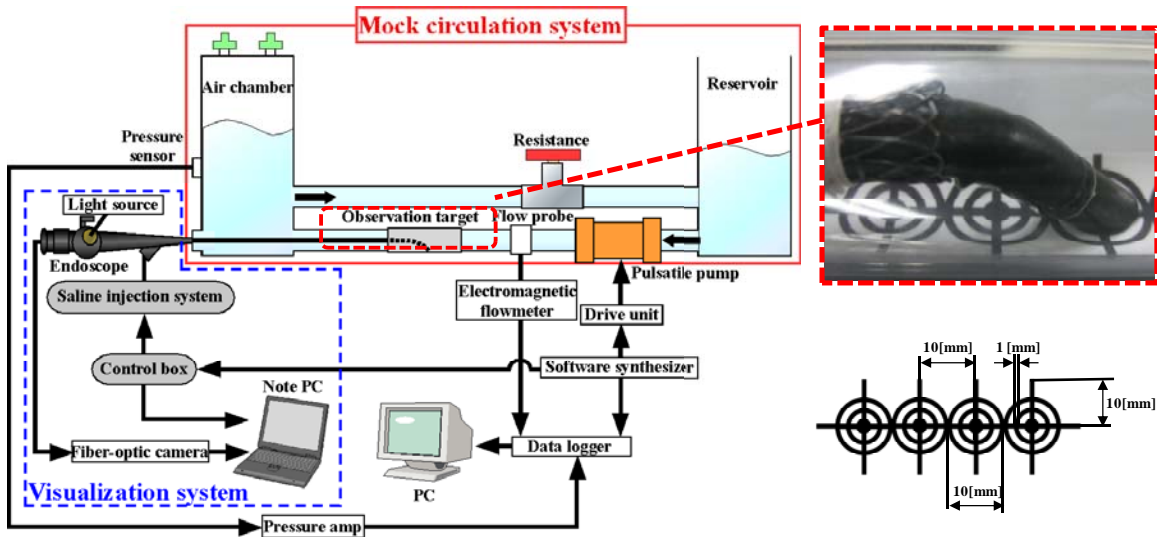 Mock circulation system
Air chamber
Reservoir
Pressure
sensor
Resistance
Light source
Observation target
Flow probe
Endoscope
Pulsatile pump
Saline injection system
Electromagnetic
flowmeter
Drive unit
Control box
Software synthesizer
Note PC
Fiber-optic camera
Data logger
PC
Visualization system
Pressure amp
10[mm]
1 [mm]
10[mm]
10[mm]